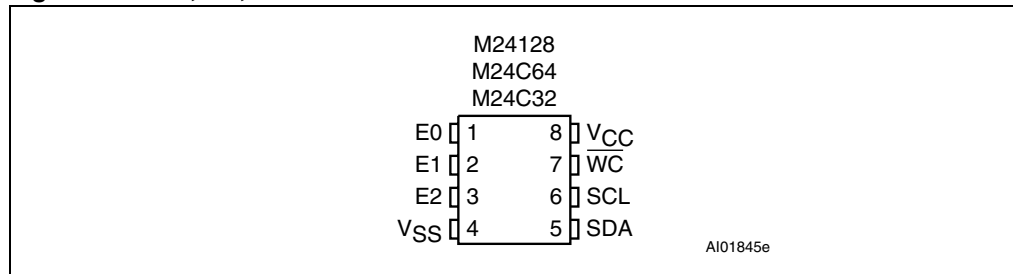 M24128
M24C64
M24C32
E0 1 8 VCC
E1 2 7 W̅C̅
E2 3 6 SCL
VSS 4 5 SDA
AI01845e